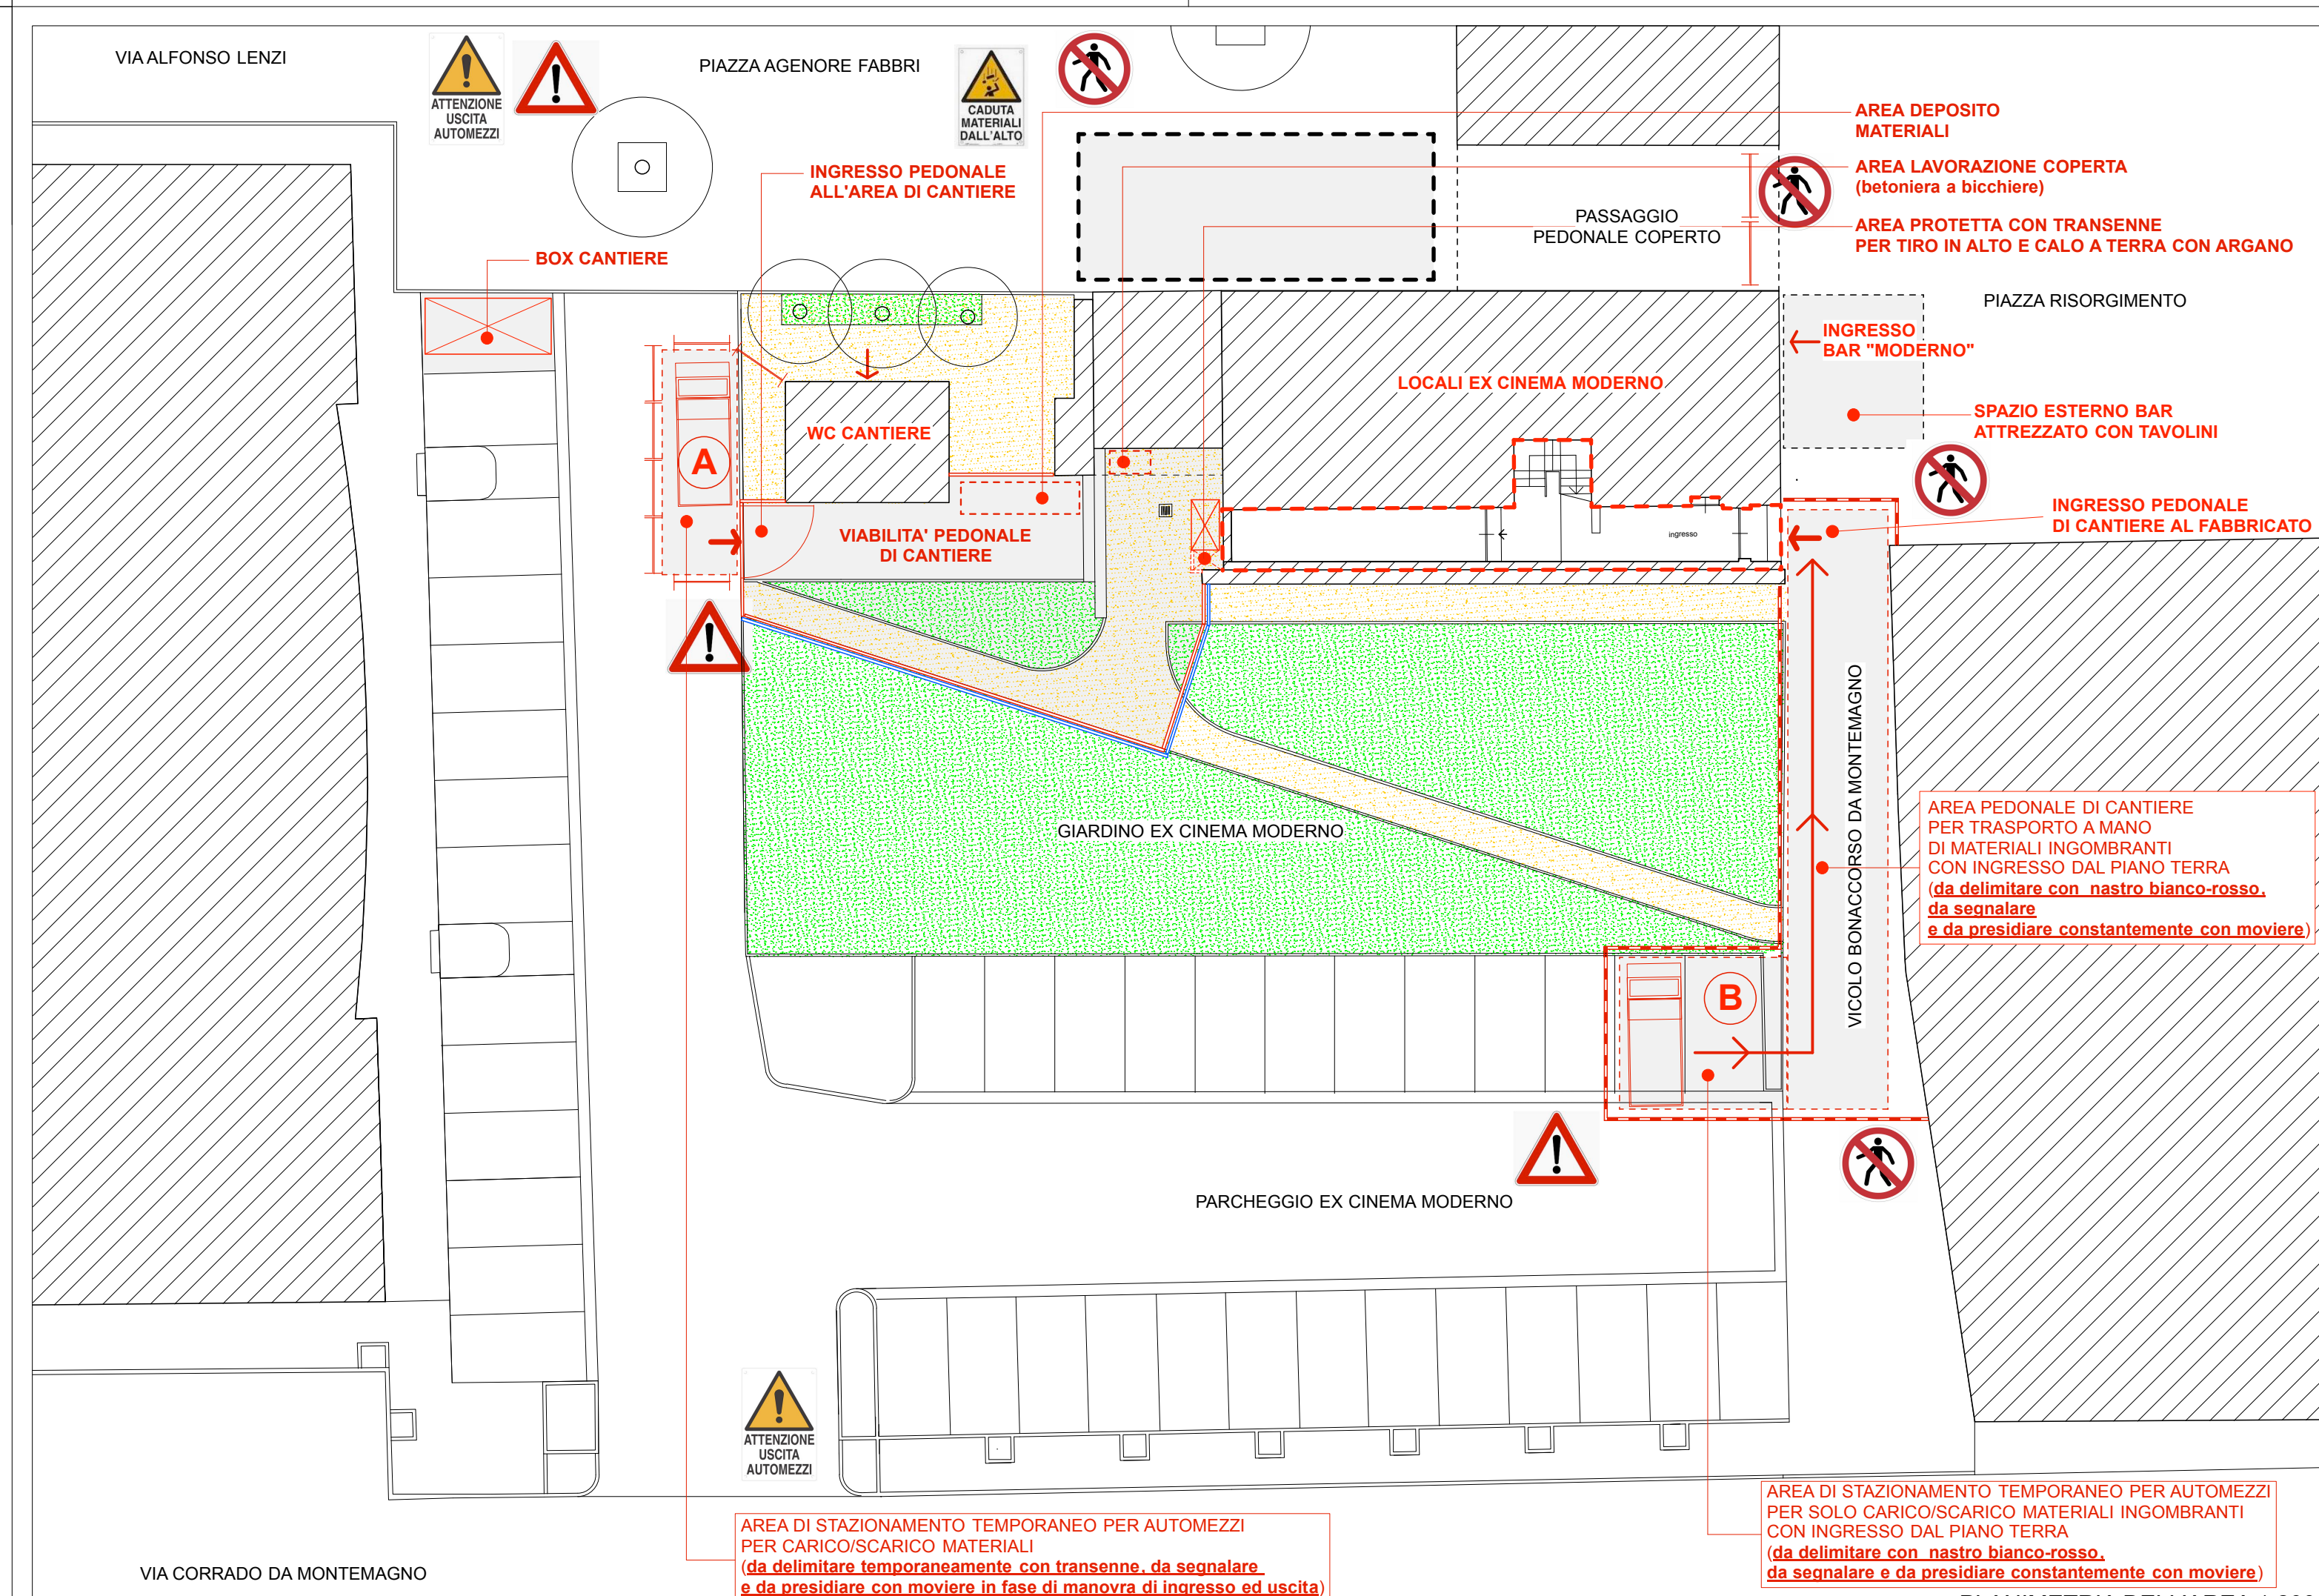 VIA ALFONSO LENZI
ATTENZIONE
USCITA
AUTOMEZZI
PIAZZA AGENORE FABBRI
CADUTA
MATERIALI
DALL'ALTO
AREA DEPOSITO
MATERIALI
INGRESSO PEDONALE
ALL'AREA DI CANTIERE
AREA LAVORAZIONE COPERTA
(betoniera a bicchiere)
PASSAGGIO
PEDONALE COPERTO
AREA PROTETTA CON TRANSENNE
PER TIRO IN ALTO E CALO A TERRA CON ARGANO
BOX CANTIERE
PIAZZA RISORGIMENTO
INGRESSO
BAR "MODERNO"
LOCALI EX CINEMA MODERNO
SPAZIO ESTERNO BAR
ATTREZZATO CON TAVOLINI
WC CANTIERE
A
INGRESSO PEDONALE
DI CANTIERE AL FABBRICATO
VIABILITA' PEDONALE
DI CANTIERE
ingresso
VICOLO BONACCORSO DA MONTEMAGNO
GIARDINO EX CINEMA MODERNO
AREA PEDONALE DI CANTIERE
PER TRASPORTO A MANO
DI MATERIALI INGOMBRANTI
CON INGRESSO DAL PIANO TERRA
(da delimitare con nastro bianco-rosso,
da segnalare
e da presidiare constantemente con moviere)
B
PARCHEGGIO EX CINEMA MODERNO
ATTENZIONE
USCITA
AUTOMEZZI
AREA DI STAZIONAMENTO TEMPORANEO PER AUTOMEZZI
PER SOLO CARICO/SCARICO MATERIALI INGOMBRANTI
CON INGRESSO DAL PIANO TERRA
(da delimitare con nastro bianco-rosso,
da segnalare e da presidiare constantemente con moviere)
AREA DI STAZIONAMENTO TEMPORANEO PER AUTOMEZZI
PER CARICO/SCARICO MATERIALI
(da delimitare temporaneamente con transenne, da segnalare
e da presidiare con moviere in fase di manovra di ingresso ed uscita)
VIA CORRADO DA MONTEMAGNO